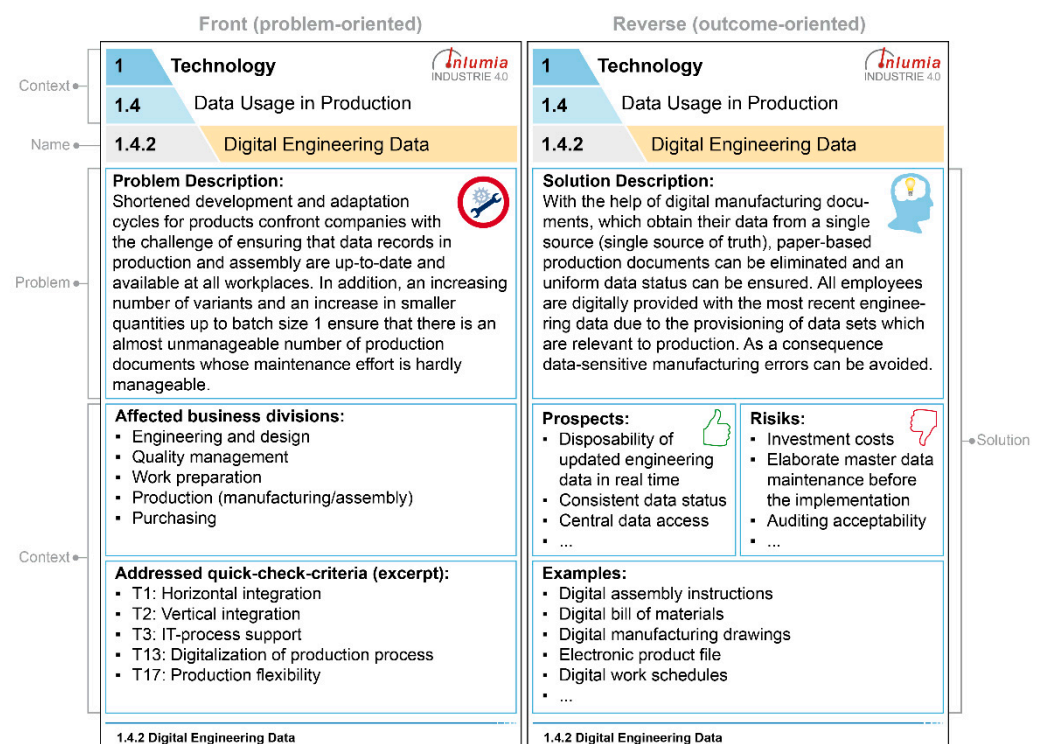 Front (problem-oriented)
Reverse (outcome-oriented)
Context
Name
Problem
Context
1 Technology
inlumia
INDUSTRIE 4.0
1.4 Data Usage in Production
1.4.2 Digital Engineering Data
Problem Description:
Shortened development and adaptation
cycles for products confront companies with
the challenge of ensuring that data records in
production and assembly are up-to-date and
available at all workplaces. In addition, an increasing
number of variants and an increase in smaller
quantities up to batch size 1 ensure that there is an
almost unmanageable number of production
documents whose maintenance effort is hardly
manageable.
Affected business divisions:
▪ Engineering and design
▪ Quality management
▪ Work preparation
▪ Production (manufacturing/assembly)
▪ Purchasing
Addressed quick-check-criteria (excerpt):
▪ T1: Horizontal integration
▪ T2: Vertical integration
▪ T3: IT-process support
▪ T13: Digitalization of production process
▪ T17: Production flexibility
1.4.2 Digital Engineering Data
1 Technology
inlumia
INDUSTRIE 4.0
1.4 Data Usage in Production
1.4.2 Digital Engineering Data
Solution Description:
With the help of digital manufacturing docu-
ments, which obtain their data from a single
source (single source of truth), paper-based
production documents can be eliminated and an
uniform data status can be ensured. All employees
are digitally provided with the most recent enginee-
ring data due to the provisioning of data sets which
are relevant to production. As a consequence
data-sensitive manufacturing errors can be avoided.
Prospects:
▪ Disposability of
updated engineering
data in real time
▪ Consistent data status
▪ Central data access
▪ ...
Risiks:
▪ Investment costs
▪ Elaborate master data
maintenance before
the implementation
▪ Auditing acceptability
▪ ...
Examples:
▪ Digital assembly instructions
▪ Digital bill of materials
▪ Digital manufacturing drawings
▪ Electronic product file
▪ Digital work schedules
▪ ...
1.4.2 Digital Engineering Data
Solution